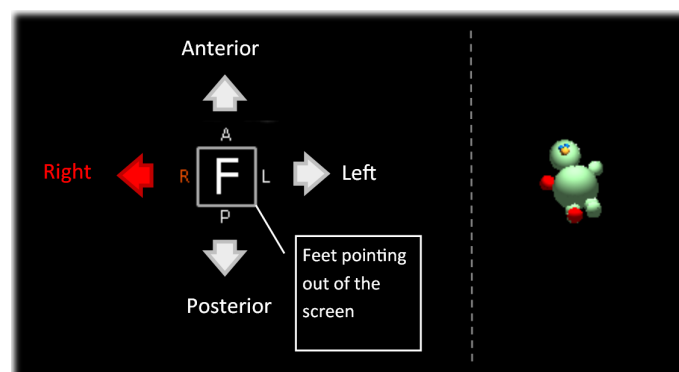 Anterior
A
Right
R
F
L
Left
P
Feet pointing
out of the
screen
Posterior